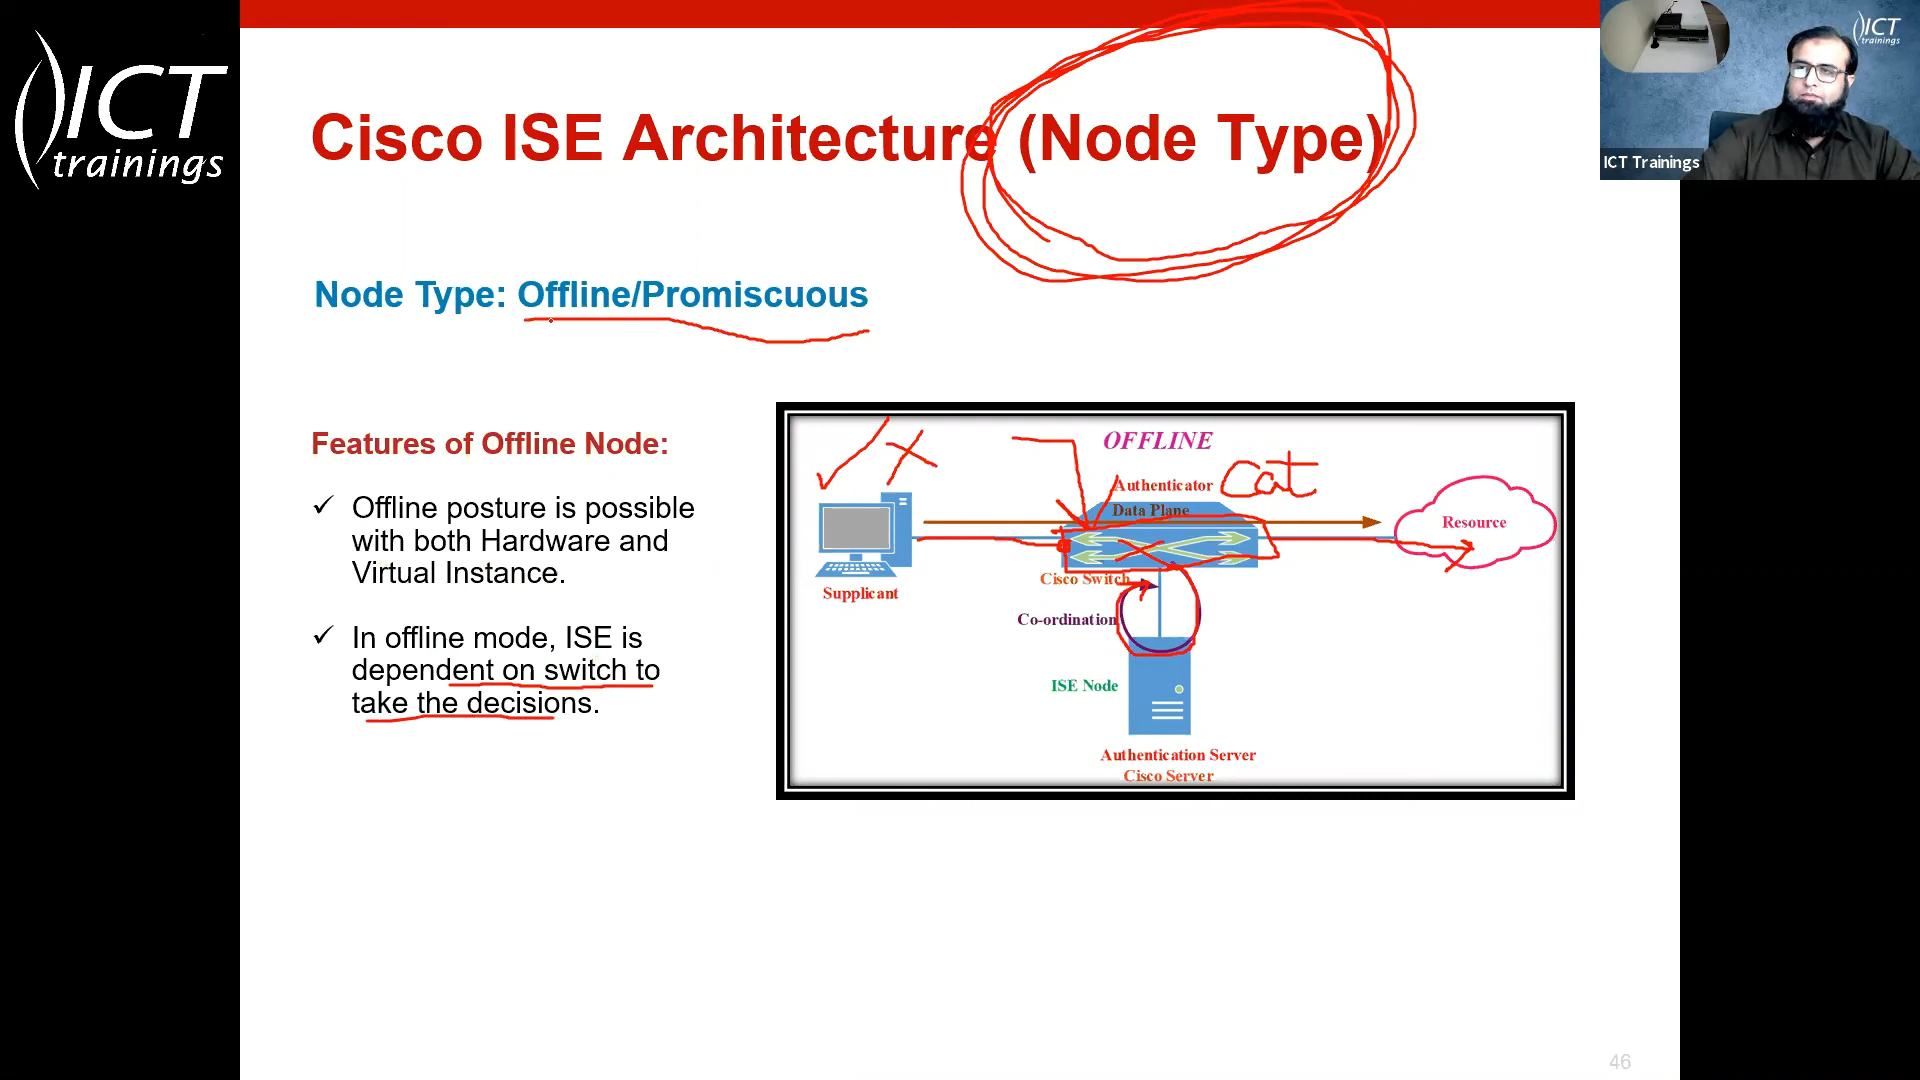 ICT
trainings
Cisco ISE Architecture (Node Type)
ICT
trainings
ICT Trainings
Node Type: Offline/Promiscuous
Features of Offline Node:
✓ Offline posture is possible
with both Hardware and
Virtual Instance.
✓ In offline mode, ISE is
dependent on switch to
take the decisions.
OFFLINE
Authenticator
Cat
Data Plane
Resource
Cisco Switch
Supplicant
Co-ordination
ISE Node
Authentication Server
Cisco Server
46